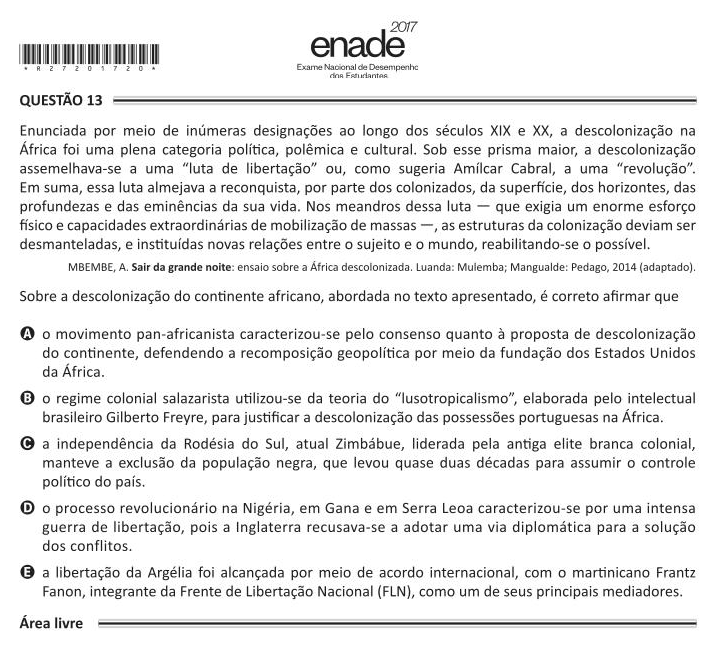 2017
enade
Exame Nacional de Desempenho
dos Estudantes
*R27201720*
QUESTÃO 13
Enunciada por meio de inúmeras designações ao longo dos séculos XIX e XX, a descolonização na
África foi uma plena categoria política, polêmica e cultural. Sob esse prisma maior, a descolonização
assemelhava-se a uma “luta de libertação” ou, como sugeria Amílcar Cabral, a uma “revolução”.
Em suma, essa luta almejava a reconquista, por parte dos colonizados, da superfície, dos horizontes, das
profundezas e das eminências da sua vida. Nos meandros dessa luta — que exigia um enorme esforço
físico e capacidades extraordinárias de mobilização de massas —, as estruturas da colonização deviam ser
desmanteladas, e instituídas novas relações entre o sujeito e o mundo, reabilitando-se o possível.
MBEMBE, A. Sair da grande noite: ensaio sobre a África descolonizada. Luanda: Mulemba; Mangualde: Pedago, 2014 (adaptado).
Sobre a descolonização do continente africano, abordada no texto apresentado, é correto afirmar que
A o movimento pan-africanista caracterizou-se pelo consenso quanto à proposta de descolonização
do continente, defendendo a recomposição geopolítica por meio da fundação dos Estados Unidos
da África.
B o regime colonial salazarista utilizou-se da teoria do “lusotropicalismo”, elaborada pelo intelectual
brasileiro Gilberto Freyre, para justificar a descolonização das possessões portuguesas na África.
C a independência da Rodésia do Sul, atual Zimbábue, liderada pela antiga elite branca colonial,
manteve a exclusão da população negra, que levou quase duas décadas para assumir o controle
político do país.
D o processo revolucionário na Nigéria, em Gana e em Serra Leoa caracterizou-se por uma intensa
guerra de libertação, pois a Inglaterra recusava-se a adotar uma via diplomática para a solução
dos conflitos.
E a libertação da Argélia foi alcançada por meio de acordo internacional, com o martinicano Frantz
Fanon, integrante da Frente de Libertação Nacional (FLN), como um de seus principais mediadores.
Área livre